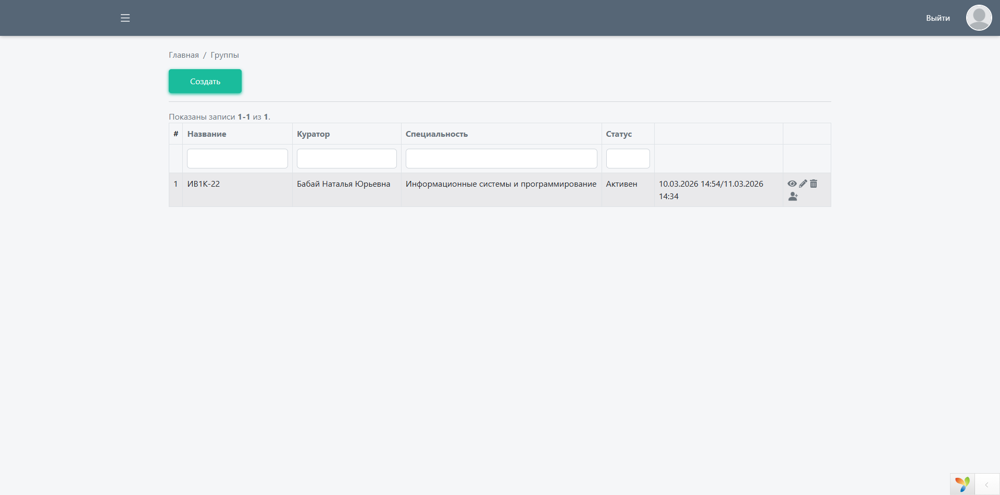 Выйти
Главная / Группы
Создать
Показаны записи 1-1 из 1.
# Название Куратор Специальность Статус
1 ИВ1К-22 Бабай Наталья Юрьевна Информационные системы и программирование Активен 10.03.2026 14:54/11.03.2026
14:34